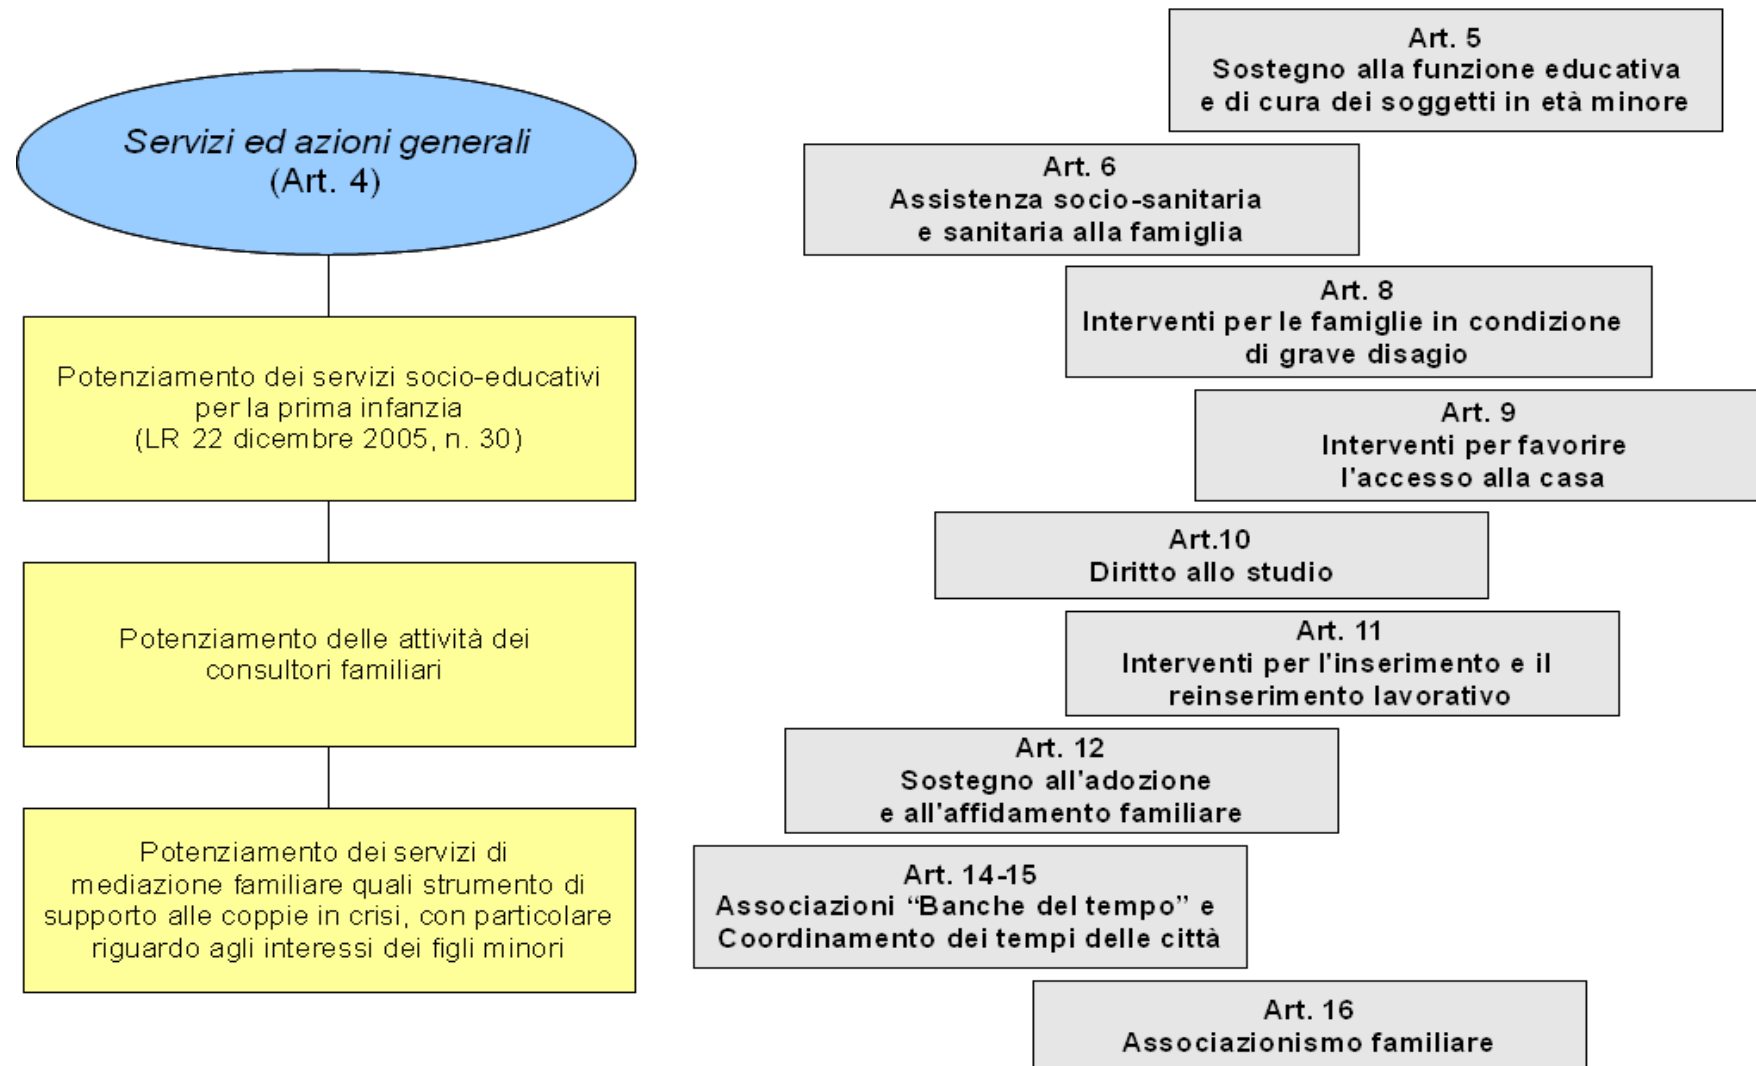 Servizi ed azioni generali
(Art. 4)
Potenziamento dei servizi socio-educativi
per la prima infanzia
(LR 22 dicembre 2005, n. 30)
Potenziamento delle attività dei
consultori familiari
Potenziamento dei servizi di
mediazione familiare quali strumento di
supporto alle coppie in crisi, con particolare
riguardo agli interessi dei figli minori
Art. 5
Sostegno alla funzione educativa
e di cura dei soggetti in età minore
Art. 6
Assistenza socio-sanitaria
e sanitaria alla famiglia
Art. 8
Interventi per le famiglie in condizione
di grave disagio
Art. 9
Interventi per favorire
l'accesso alla casa
Art.10
Diritto allo studio
Art. 11
Interventi per l'inserimento e il
reinserimento lavorativo
Art. 12
Sostegno all'adozione
e all'affidamento familiare
Art. 14-15
Associazioni “Banche del tempo” e
Coordinamento dei tempi delle città
Art. 16
Associazionismo familiare